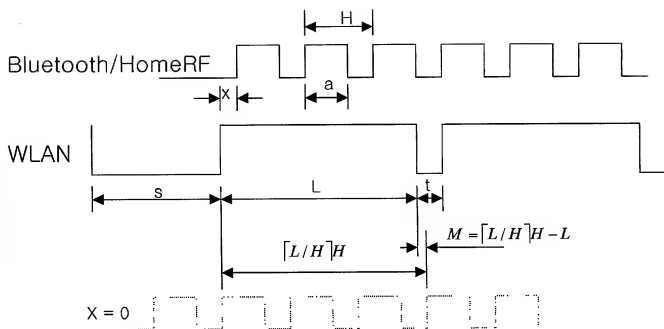 H
Bluetooth/HomeRF
x
a
WLAN
s
L
t
⌈L/H⌉H
M = ⌈L/H⌉H − L
X = 0